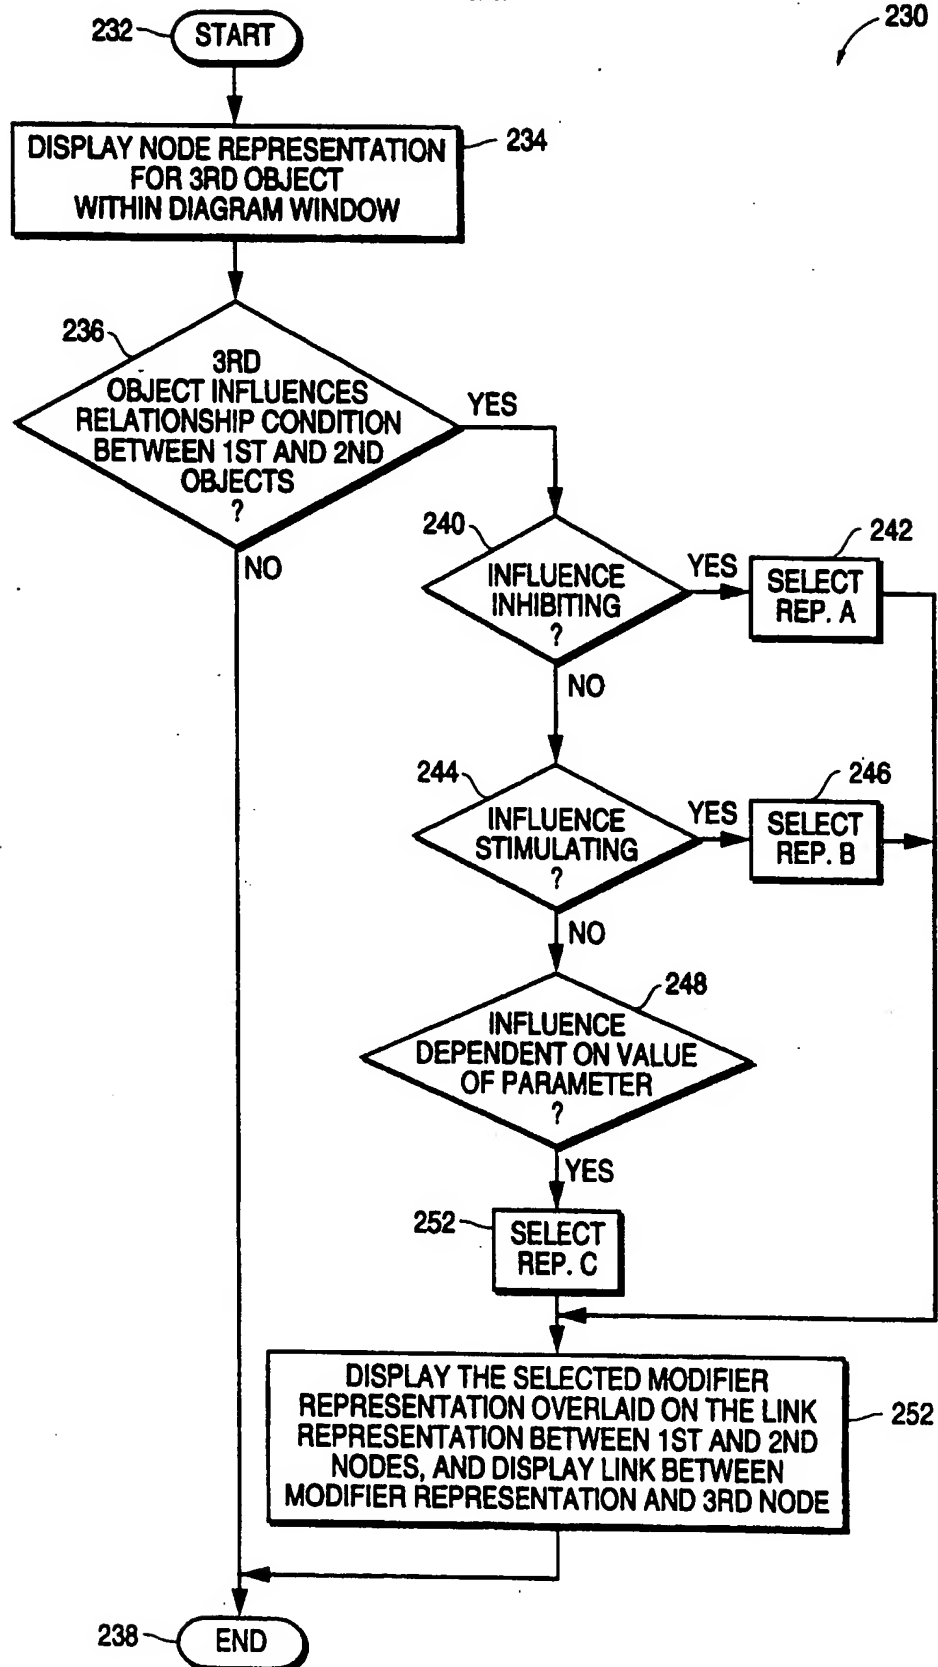 230
232
START
DISPLAY NODE REPRESENTATION
FOR 3RD OBJECT
WITHIN DIAGRAM WINDOW
234
236
3RD
OBJECT INFLUENCES
RELATIONSHIP CONDITION
BETWEEN 1ST AND 2ND
OBJECTS
?
YES
NO
240
INFLUENCE
INHIBITING
?
YES
242
SELECT
REP. A
NO
244
INFLUENCE
STIMULATING
?
YES
246
SELECT
REP. B
NO
248
INFLUENCE
DEPENDENT ON VALUE
OF PARAMETER
?
YES
252
SELECT
REP. C
DISPLAY THE SELECTED MODIFIER
REPRESENTATION OVERLAID ON THE LINK
REPRESENTATION BETWEEN 1ST AND 2ND
NODES, AND DISPLAY LINK BETWEEN
MODIFIER REPRESENTATION AND 3RD NODE
252
238
END